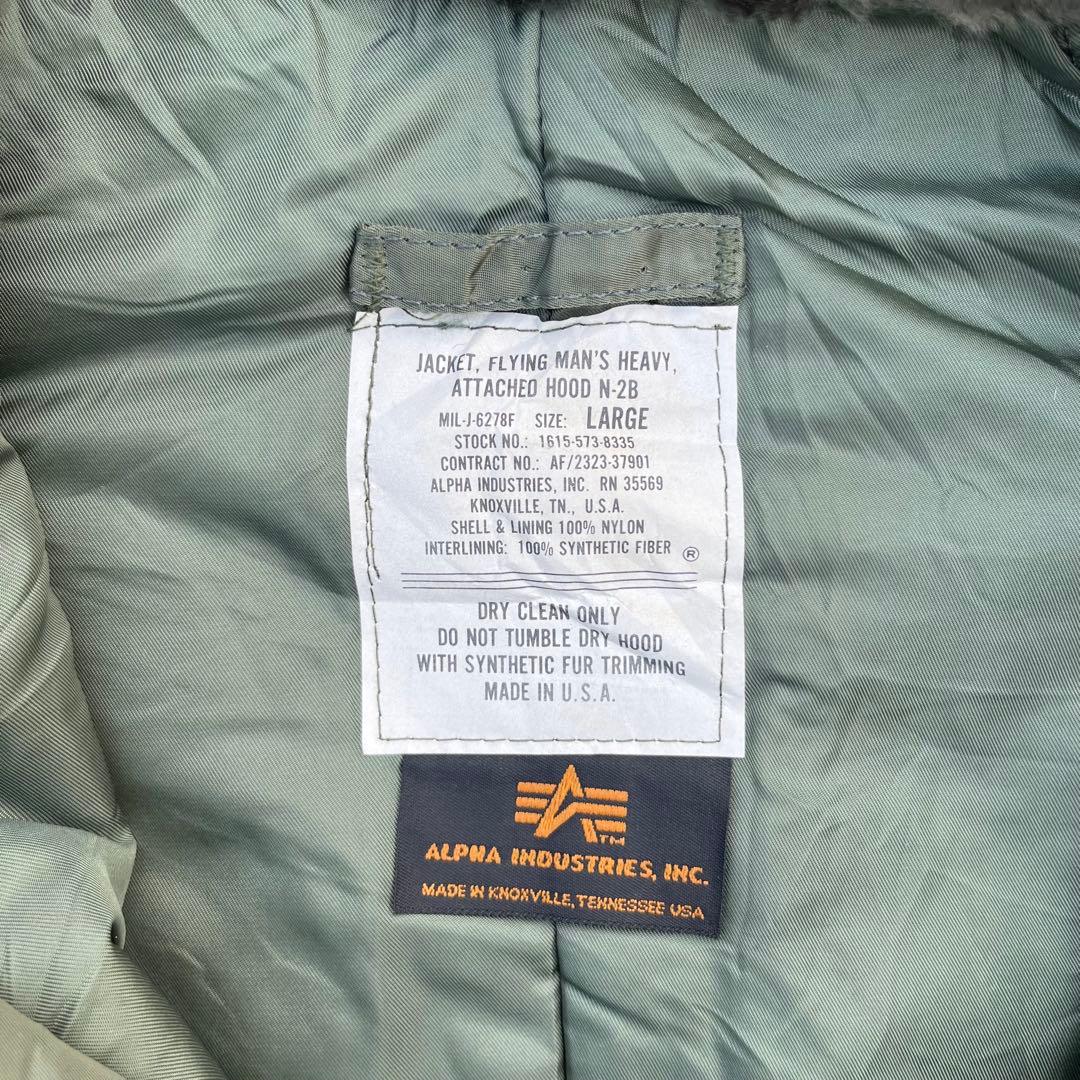 JACKET, FLYING MAN'S HEAVY,
ATTACHED HOOD N-2B
MIL-J-6278F SIZE: LARGE
STOCK NO.: 1615-573-8335
CONTRACT NO.: AF/2323-37901
ALPHA INDUSTRIES, INC. RN 35569
KNOXVILLE, TN., U.S.A.
SHELL & LINING 100% NYLON
INTERLINING: 100% SYNTHETIC FIBER ®
DRY CLEAN ONLY
DO NOT TUMBLE DRY HOOD
WITH SYNTHETIC FUR TRIMMING
MADE IN U.S.A.
TM
ALPHA INDUSTRIES, INC.
MADE IN KNOXVILLE, TENNESSEE USA